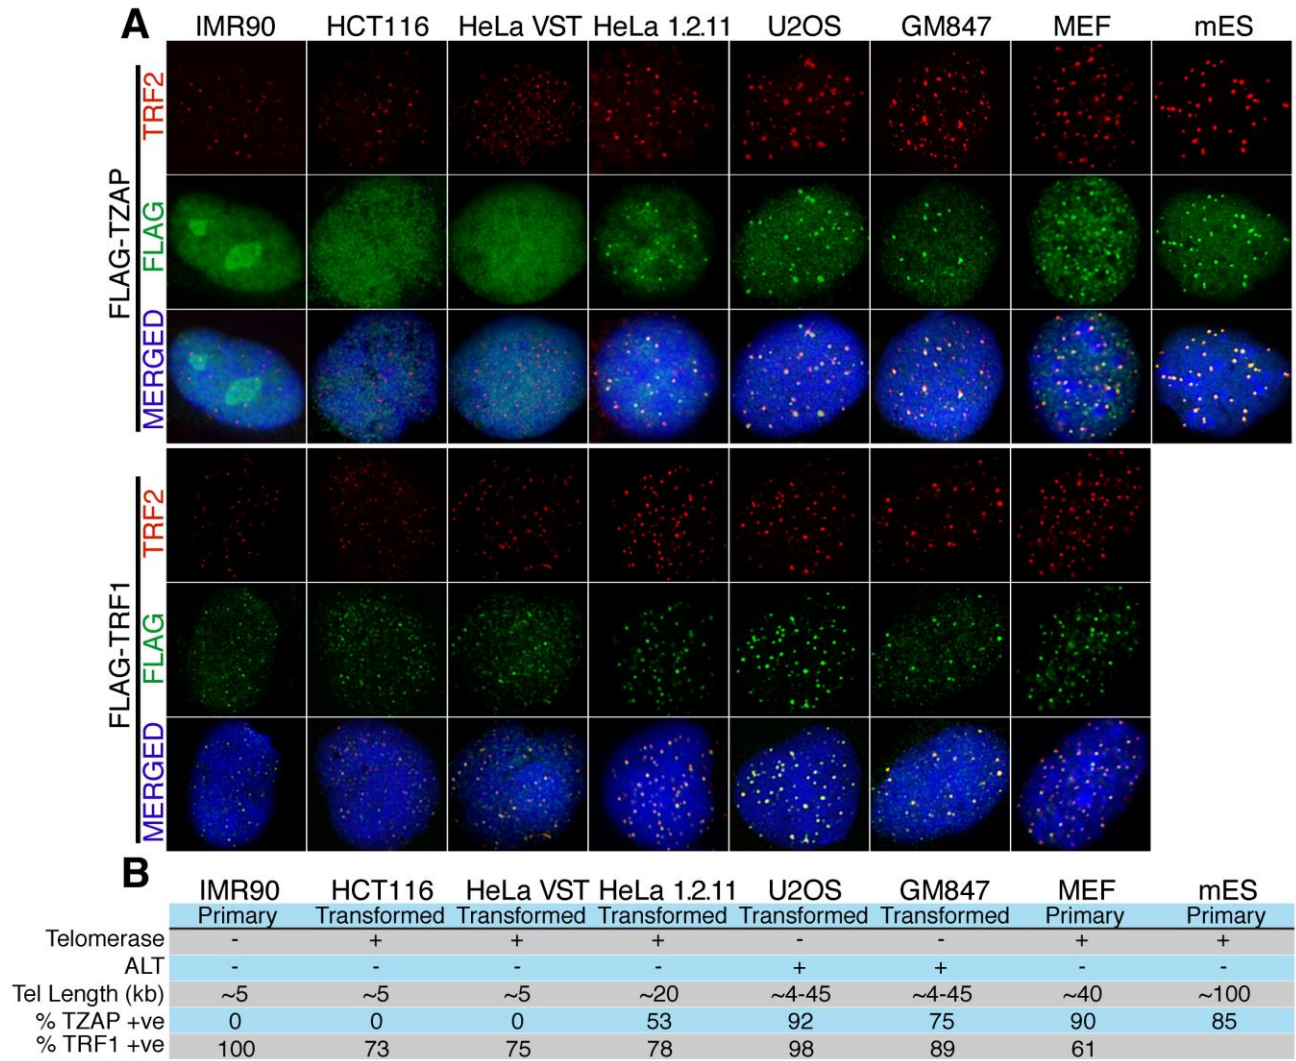 A IMR90 HCT116 HeLa VST HeLa 1.2.11 U2OS GM847 MEF mES
FLAG-TZAP
TRF2
FLAG
MERGED
FLAG-TRF1
TRF2
FLAG
MERGED
B
IMR90 HCT116 HeLa VST HeLa 1.2.11 U2OS GM847 MEF mES
Primary Transformed Transformed Transformed Transformed Transformed Primary Primary
Telomerase - + + + - - + +
ALT - - - - + + - -
Tel Length (kb) ~5 ~5 ~5 ~20 ~4-45 ~4-45 ~40 ~100
% TZAP +ve 0 0 0 53 92 75 90 85
% TRF1 +ve 100 73 75 78 98 89 61